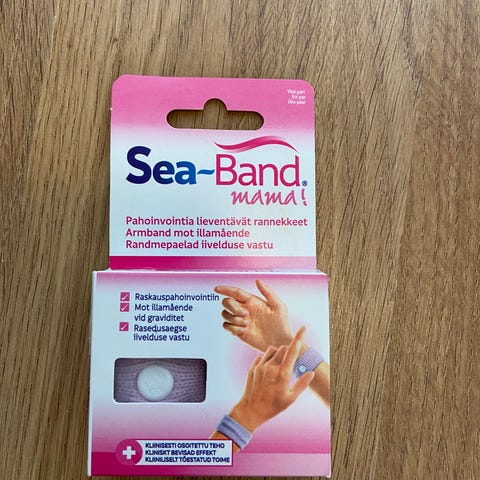 Yksi pari
Ett par
Üks paar
Sea-Band®
mama!
Pahoinvointia lieventävät rannekkeet
Armband mot illamående
Randmepaelad iivelduse vastu
Raskauspahoinvointiin
Mot illamående
vid graviditet
Rasedusaegse
iivelduse vastu
KLIINISESTI OSOITETTU TEHO
KLINISKT BEVISAD EFFEKT
KLIINILISELT TÕESTATUD TOIME